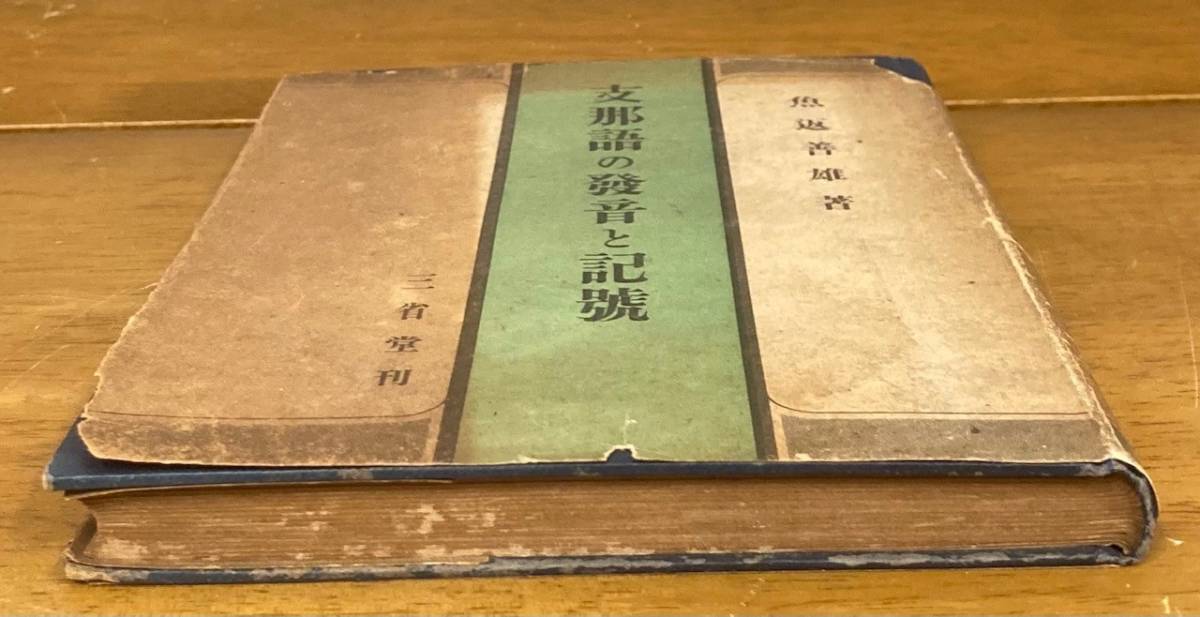 魚返善雄著
支那語の發音と記號
三省堂刊